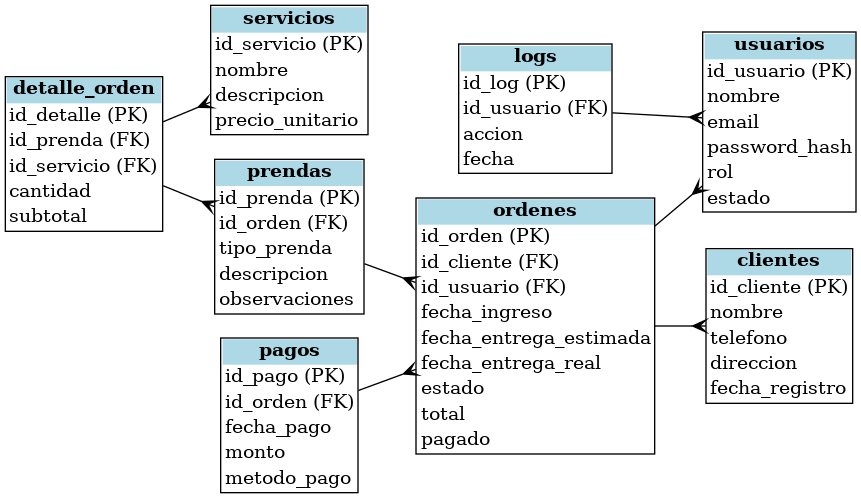 servicios
id_servicio (PK)
nombre
descripcion
precio_unitario
detalle_orden
id_detalle (PK)
id_prenda (FK)
id_servicio (FK)
cantidad
subtotal
prendas
id_prenda (PK)
id_orden (FK)
tipo_prenda
descripcion
observaciones
pagos
id_pago (PK)
id_orden (FK)
fecha_pago
monto
metodo_pago
logs
id_log (PK)
id_usuario (FK)
accion
fecha
ordenes
id_orden (PK)
id_cliente (FK)
id_usuario (FK)
fecha_ingreso
fecha_entrega_estimada
fecha_entrega_real
estado
total
pagado
usuarios
id_usuario (PK)
nombre
email
password_hash
rol
estado
clientes
id_cliente (PK)
nombre
telefono
direccion
fecha_registro